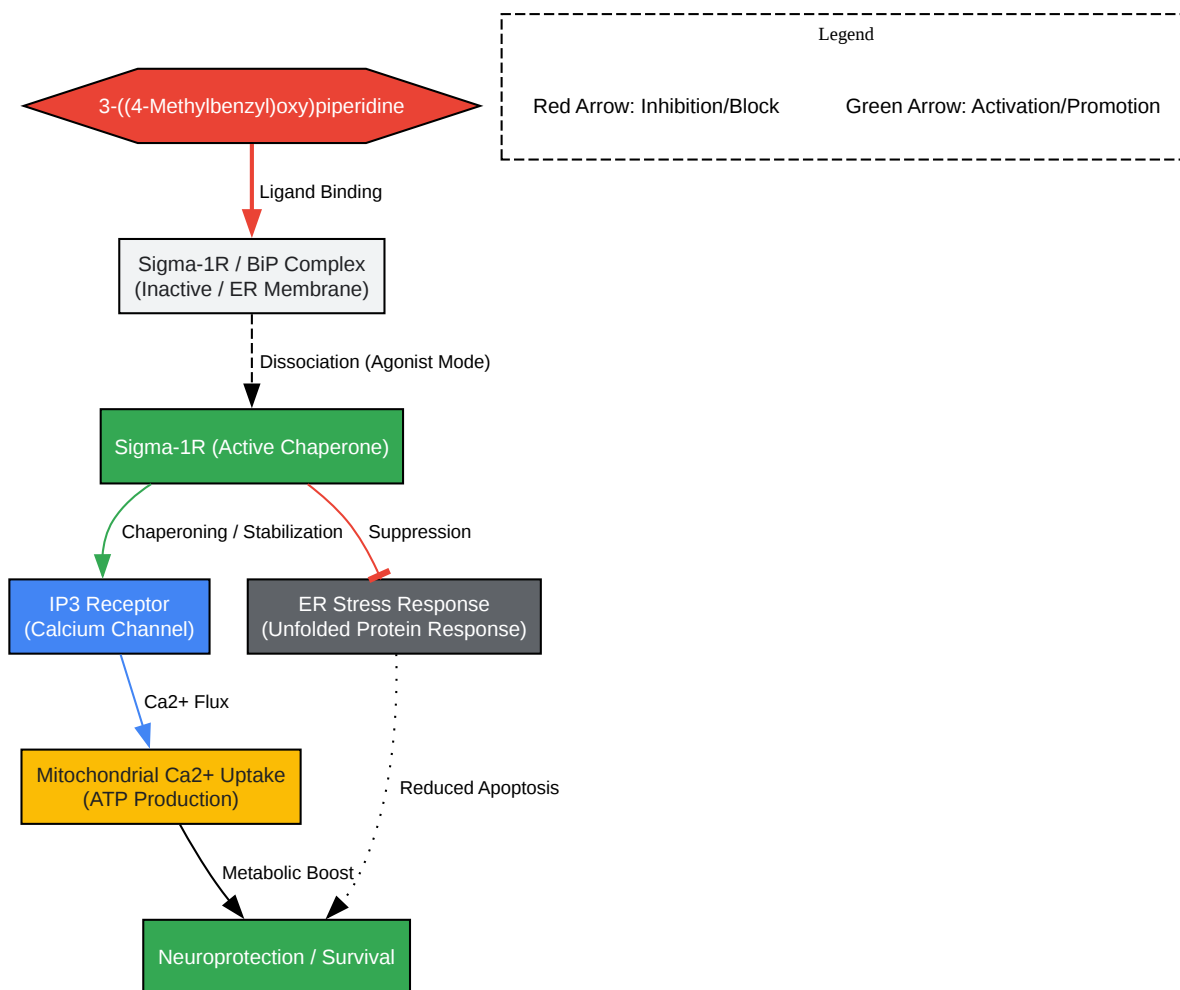 Legend
3-((4-Methylbenzyl)oxy)piperidine
Red Arrow: Inhibition/Block
Green Arrow: Activation/Promotion
Ligand Binding
Sigma-1R / BiP Complex
(Inactive / ER Membrane)
Dissociation (Agonist Mode)
Sigma-1R (Active Chaperone)
Chaperoning / Stabilization
Suppression
IP3 Receptor
(Calcium Channel)
ER Stress Response
(Unfolded Protein Response)
Ca2+ Flux
Mitochondrial Ca2+ Uptake
(ATP Production)
Reduced Apoptosis
Metabolic Boost
Neuroprotection / Survival